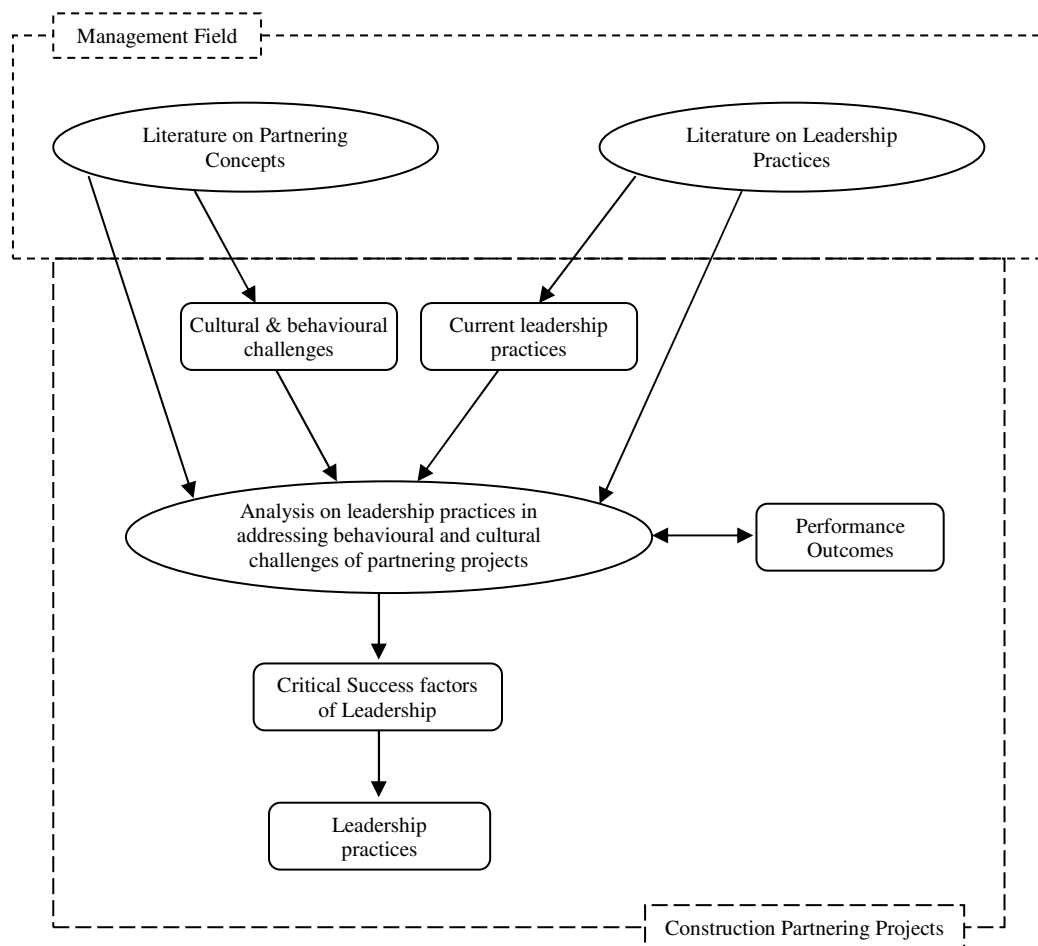 Management Field
Literature on Partnering
Concepts
Literature on Leadership
Practices
Cultural & behavioural
challenges
Current leadership
practices
Analysis on leadership practices in
addressing behavioural and cultural
challenges of partnering projects
Performance
Outcomes
Critical Success factors
of Leadership
Leadership
practices
Construction Partnering Projects